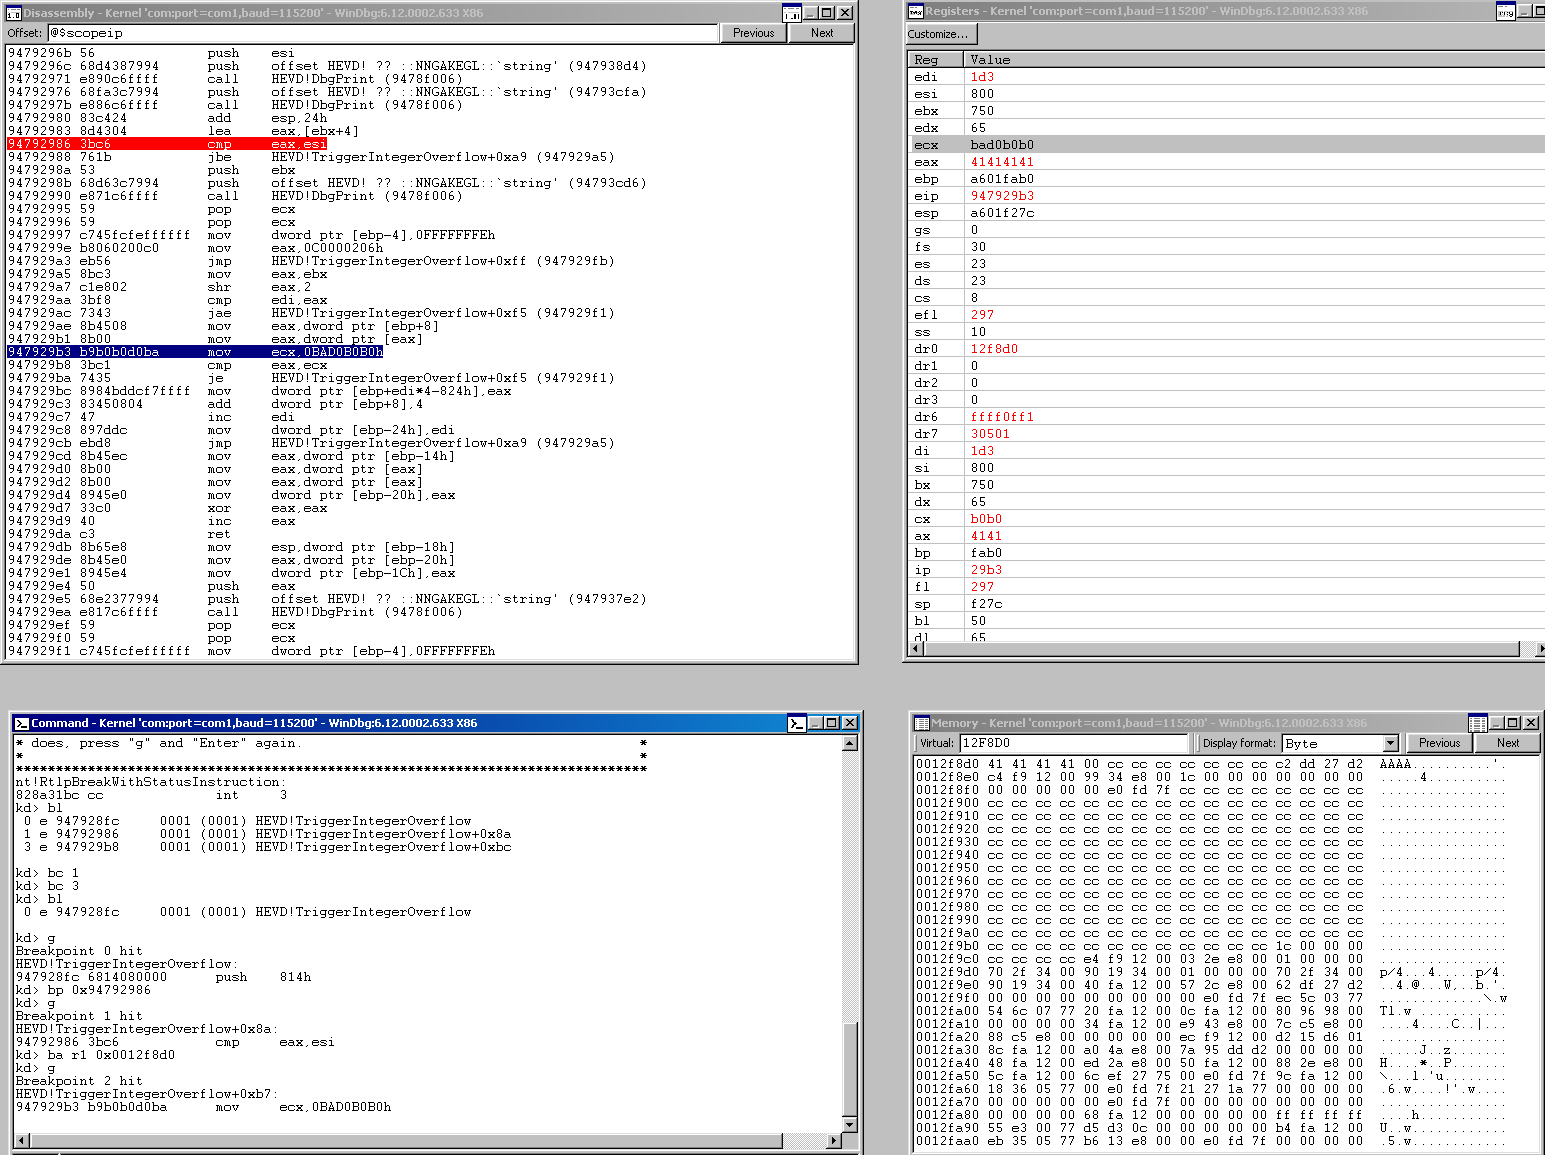 Disassembly - Kernel 'com:port=com1,baud=115200' - WinDbg:6.12.0002.633 X86
Offset: @$scopeip Previous Next
9479296b 56 push esi
9479296c 68d4387994 push offset HEVD! ?? ::NNGAKEGL::`string' (947938d4)
94792971 e890c6ffff call HEVD!DbgPrint (9478f006)
94792976 68fa3c7994 push offset HEVD! ?? ::NNGAKEGL::`string' (94793cfa)
9479297b e886c6ffff call HEVD!DbgPrint (9478f006)
94792980 83c424 add esp,24h
94792983 8d4304 lea eax,[ebx+4]
94792986 3bc6 cmp eax,esi
94792988 761b jbe HEVD!TriggerIntegerOverflow+0xa9 (947929a5)
9479298a 53 push ebx
9479298b 68d63c7994 push offset HEVD! ?? ::NNGAKEGL::`string' (94793cd6)
94792990 e871c6ffff call HEVD!DbgPrint (9478f006)
94792995 59 pop ecx
94792996 59 pop ecx
94792997 c745fcfeffffff mov dword ptr [ebp-4],0FFFFFFFEh
9479299e b8060200c0 mov eax,0C0000206h
947929a3 eb56 jmp HEVD!TriggerIntegerOverflow+0xff (947929fb)
947929a5 8bc3 mov eax,ebx
947929a7 c1e802 shr eax,2
947929aa 3bf8 cmp edi,eax
947929ac 7343 jae HEVD!TriggerIntegerOverflow+0xf5 (947929f1)
947929ae 8b4508 mov eax,dword ptr [ebp+8]
947929b1 8b00 mov eax,dword ptr [eax]
947929b3 b9b0b0d0ba mov ecx,0BAD0B0B0h
947929b8 3bc1 cmp eax,ecx
947929ba 7435 je HEVD!TriggerIntegerOverflow+0xf5 (947929f1)
947929bc 8984bddcf7ffff mov dword ptr [ebp+edi*4-824h],eax
947929c3 83450804 add dword ptr [ebp+8],4
947929c7 47 inc edi
947929c8 897ddc mov dword ptr [ebp-24h],edi
947929cb ebd8 jmp HEVD!TriggerIntegerOverflow+0xa9 (947929a5)
947929cd 8b45ec mov eax,dword ptr [ebp-14h]
947929d0 8b00 mov eax,dword ptr [eax]
947929d2 8b00 mov eax,dword ptr [eax]
947929d4 8945e0 mov dword ptr [ebp-20h],eax
947929d7 33c0 xor eax,eax
947929d9 40 inc eax
947929da c3 ret
947929db 8b65e8 mov esp,dword ptr [ebp-18h]
947929de 8b45e0 mov eax,dword ptr [ebp-20h]
947929e1 8945e4 mov dword ptr [ebp-1Ch],eax
947929e4 50 push eax
947929e5 68e2377994 push offset HEVD! ?? ::NNGAKEGL::`string' (947937e2)
947929ea e817c6ffff call HEVD!DbgPrint (9478f006)
947929ef 59 pop ecx
947929f0 59 pop ecx
947929f1 c745fcfeffffff mov dword ptr [ebp-4],0FFFFFFFEh
Registers - Kernel 'com:port=com1,baud=115200' - WinDbg:6.12.0002.633 X86
Customize...
Reg Value
edi 1d3
esi 800
ebx 750
edx 65
ecx bad0b0b0
eax 41414141
ebp a601fab0
eip 947929b3
esp a601f27c
gs 0
fs 30
es 23
ds 23
cs 8
efl 297
ss 10
dr0 12f8d0
dr1 0
dr2 0
dr3 0
dr6 ffff0ff1
dr7 30501
di 1d3
si 800
bx 750
dx 65
cx b0b0
ax 4141
bp fab0
ip 29b3
fl 297
sp f27c
bl 50
dl 65
Command - Kernel 'com:port=com1,baud=115200' - WinDbg:6.12.0002.633 X86
* does, press "g" and "Enter" again. *
* *
*******************************************************************************
nt!RtlpBreakWithStatusInstruction:
828a31bc cc int 3
kd> bl
0 e 947928fc 0001 (0001) HEVD!TriggerIntegerOverflow
1 e 94792986 0001 (0001) HEVD!TriggerIntegerOverflow+0x8a
3 e 947929b8 0001 (0001) HEVD!TriggerIntegerOverflow+0xbc
kd> bc 1
kd> bc 3
kd> bl
0 e 947928fc 0001 (0001) HEVD!TriggerIntegerOverflow
kd> g
Breakpoint 0 hit
HEVD!TriggerIntegerOverflow:
947928fc 6814080000 push 814h
kd> bp 0x94792986
kd> g
Breakpoint 1 hit
HEVD!TriggerIntegerOverflow+0x8a:
94792986 3bc6 cmp eax,esi
kd> ba r1 0x0012f8d0
kd> g
Breakpoint 2 hit
HEVD!TriggerIntegerOverflow+0xb7:
947929b3 b9b0b0d0ba mov ecx,0BAD0B0B0h
Memory - Kernel 'com:port=com1,baud=115200' - WinDbg:6.12.0002.633 X86
Virtual: 12F8D0 Display format: Byte Previous Next
0012f8d0 41 41 41 41 00 cc cc cc cc cc cc cc c2 dd 27 d2 AAAA..........'.
0012f8e0 c4 f9 12 00 99 34 e8 00 1c 00 00 00 00 00 00 00 .....4..........
0012f8f0 00 00 00 00 00 e0 fd 7f cc cc cc cc cc cc cc cc ................
0012f900 cc cc cc cc cc cc cc cc cc cc cc cc cc cc cc cc ................
0012f910 cc cc cc cc cc cc cc cc cc cc cc cc cc cc cc cc ................
0012f920 cc cc cc cc cc cc cc cc cc cc cc cc cc cc cc cc ................
0012f930 cc cc cc cc cc cc cc cc cc cc cc cc cc cc cc cc ................
0012f940 cc cc cc cc cc cc cc cc cc cc cc cc cc cc cc cc ................
0012f950 cc cc cc cc cc cc cc cc cc cc cc cc cc cc cc cc ................
0012f960 cc cc cc cc cc cc cc cc cc cc cc cc cc cc cc cc ................
0012f970 cc cc cc cc cc cc cc cc cc cc cc cc cc cc cc cc ................
0012f980 cc cc cc cc cc cc cc cc cc cc cc cc cc cc cc cc ................
0012f990 cc cc cc cc cc cc cc cc cc cc cc cc cc cc cc cc ................
0012f9a0 cc cc cc cc cc cc cc cc cc cc cc cc cc cc cc cc ................
0012f9b0 cc cc cc cc cc cc cc cc cc cc cc cc 1c 00 00 00 ................
0012f9c0 cc cc cc cc e4 f9 12 00 03 2e e8 00 01 00 00 00 ................
0012f9d0 70 2f 34 00 90 19 34 00 01 00 00 00 70 2f 34 00 p/4...4.....p/4.
0012f9e0 90 19 34 00 40 fa 12 00 57 2c e8 00 62 df 27 d2 ..4.@...W,..b.'.
0012f9f0 00 00 00 00 00 00 00 00 00 e0 fd 7f ec 5c 03 77 .............\.w
0012fa00 54 6c 07 77 20 fa 12 00 0c fa 12 00 80 96 98 00 Tl.w ...........
0012fa10 00 00 00 00 34 fa 12 00 e9 43 e8 00 7c c5 e8 00 ....4....C..|...
0012fa20 88 c5 e8 00 00 00 00 00 ec f9 12 00 d2 15 d6 01 ................
0012fa30 8c fa 12 00 a0 4a e8 00 7a 95 dd d2 00 00 00 00 .....J..z.......
0012fa40 48 fa 12 00 ed 2a e8 00 50 fa 12 00 88 2e e8 00 H....*..P.......
0012fa50 5c fa 12 00 6c ef 27 75 00 e0 fd 7f 9c fa 12 00 \...l.'u........
0012fa60 18 36 05 77 00 e0 fd 7f 21 27 1a 77 00 00 00 00 .6.w....!'.w....
0012fa70 00 00 00 00 00 e0 fd 7f 00 00 00 00 00 00 00 00 ................
0012fa80 00 00 00 00 68 fa 12 00 00 00 00 00 ff ff ff ff ....h...........
0012fa90 55 e3 00 77 d5 d3 0c 00 00 00 00 00 b4 fa 12 00 U..w............
0012faa0 eb 35 05 77 b6 13 e8 00 00 e0 fd 7f 00 00 00 00 .5.w............